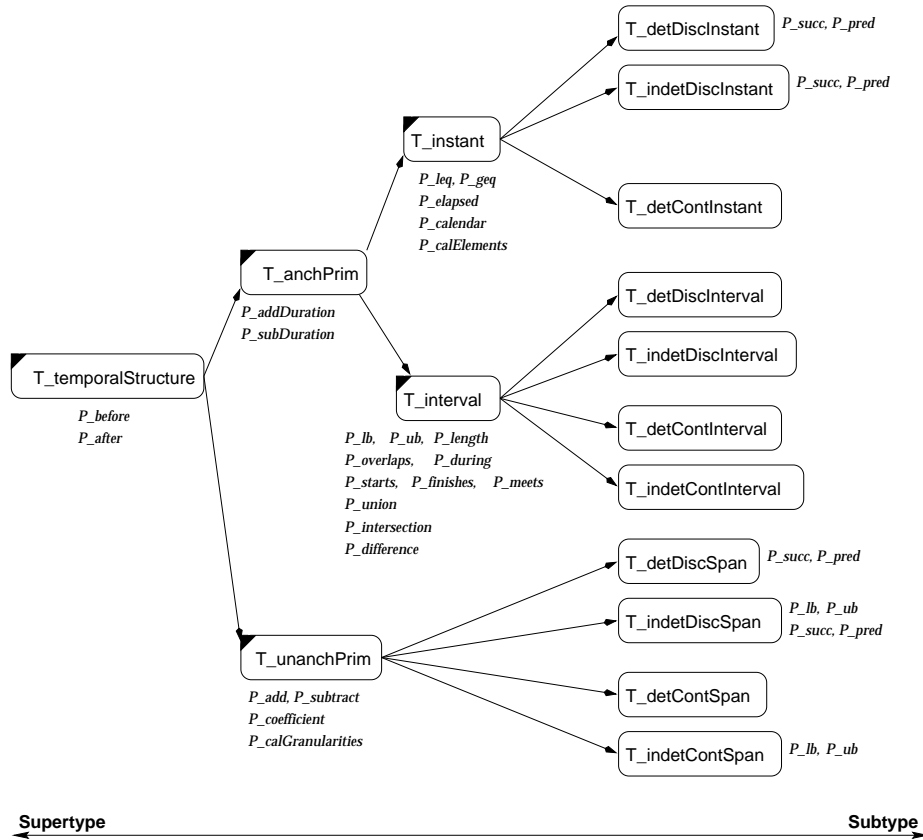 T_detDiscInstant P_succ, P_pred
T_indetDiscInstant P_succ, P_pred
T_instant
P_leq, P_geq
P_elapsed
P_calendar
P_calElements
T_detContInstant
T_anchPrim
P_addDuration
P_subDuration
T_detDiscInterval
T_indetDiscInterval
T_temporalStructure
P_before
P_after
T_interval
P_lb, P_ub, P_length
P_overlaps, P_during
P_starts, P_finishes, P_meets
P_union
P_intersection
P_difference
T_detContInterval
T_indetContInterval
T_detDiscSpan P_succ, P_pred
T_indetDiscSpan P_lb, P_ub
P_succ, P_pred
T_unanchPrim
P_add, P_subtract
P_coefficient
P_calGranularities
T_detContSpan
T_indetContSpan P_lb, P_ub
Supertype Subtype